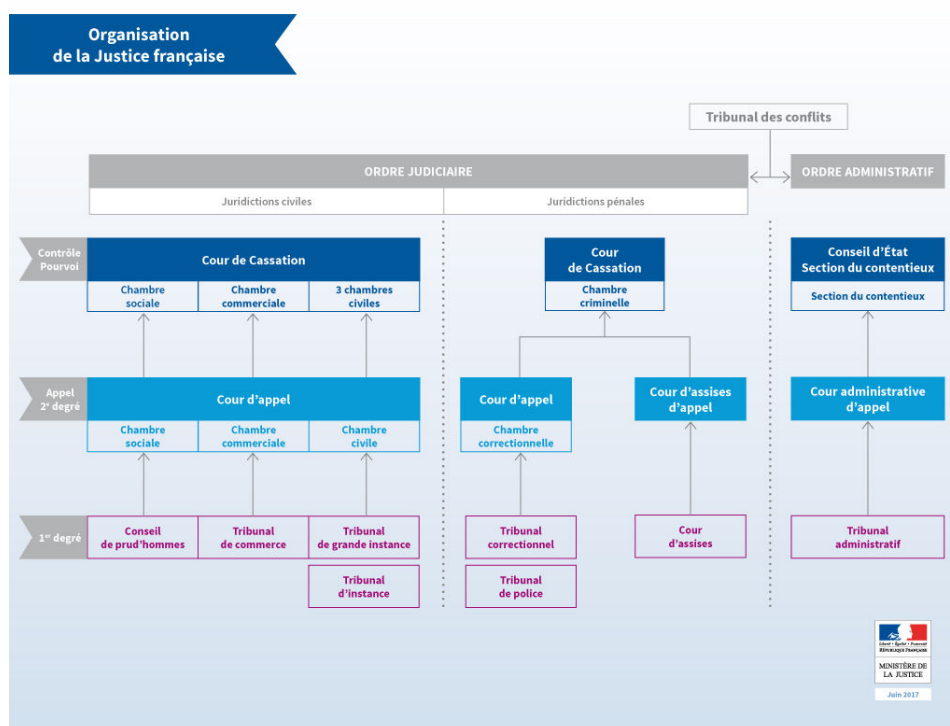 Organisation
de la Justice française
Tribunal des conflits
ORDRE JUDICIAIRE
ORDRE ADMINISTRATIF
Juridictions civiles
Juridictions pénales
Contrôle
Pourvoi
Cour de Cassation
Cour
de Cassation
Conseil d'État
Section du contentieux
Chambre
sociale
Chambre
commerciale
3 chambres
civiles
Chambre
criminelle
Section du contentieux
Appel
2e degré
Cour d'appel
Cour d'appel
Cour d'assises
d'appel
Cour administrative
d'appel
Chambre
sociale
Chambre
commerciale
Chambre
civile
Chambre
correctionnelle
1er degré
Conseil
de prud'hommes
Tribunal
de commerce
Tribunal
de grande instance
Tribunal
correctionnel
Cour
d'assises
Tribunal
administratif
Tribunal
d'instance
Tribunal
de police
Liberté • Égalité • Fraternité
RÉPUBLIQUE FRANÇAISE
MINISTÈRE DE
LA JUSTICE
Juin 2017